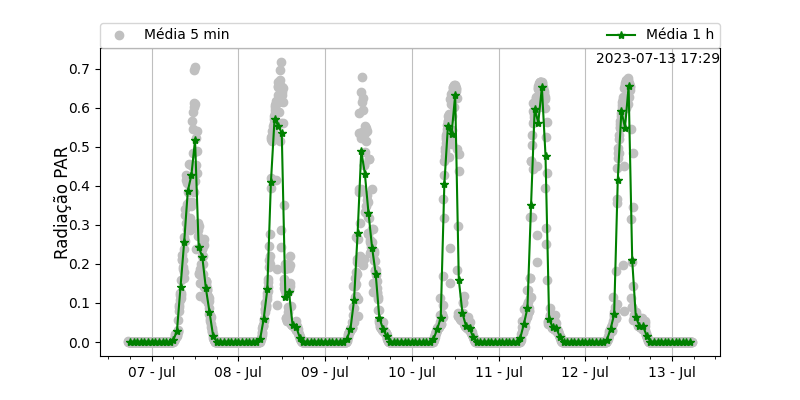 Média 5 min
Média 1 h
2023-07-13 17:29
Radiação PAR
0.7
0.6
0.5
0.4
0.3
0.2
0.1
0.0
07 - Jul
08 - Jul
09 - Jul
10 - Jul
11 - Jul
12 - Jul
13 - Jul